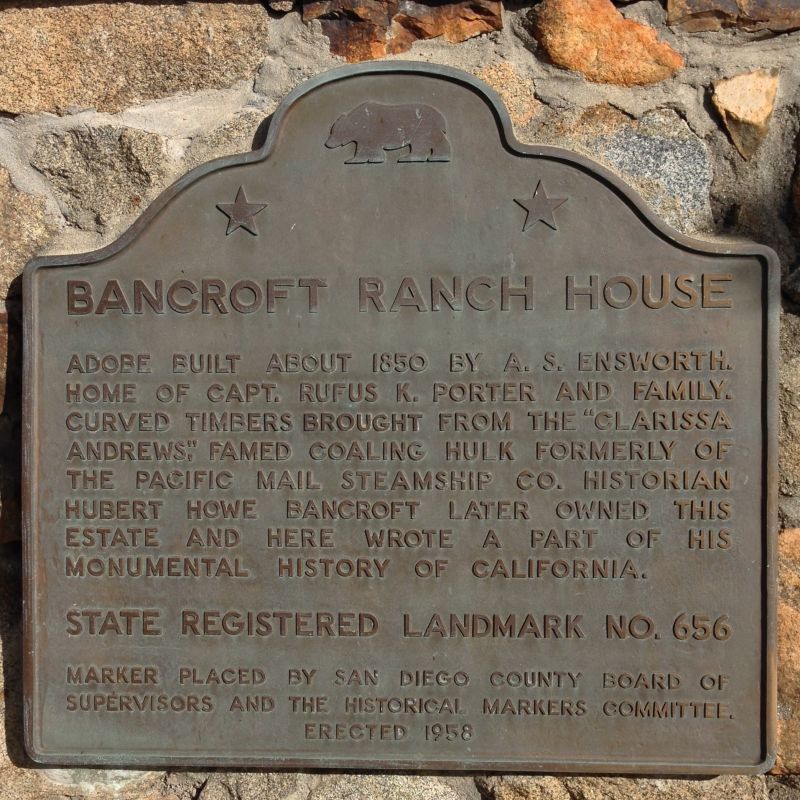 BANCROFT RANCH HOUSE
ADOBE BUILT ABOUT 1850 BY A. S. ENSWORTH.
HOME OF CAPT. RUFUS K. PORTER AND FAMILY.
CURVED TIMBERS BROUGHT FROM THE "CLARISSA
ANDREWS," FAMED COALING HULK FORMERLY OF
THE PACIFIC MAIL STEAMSHIP CO. HISTORIAN
HUBERT HOWE BANCROFT LATER OWNED THIS
ESTATE AND HERE WROTE A PART OF HIS
MONUMENTAL HISTORY OF CALIFORNIA.
STATE REGISTERED LANDMARK NO. 656
MARKER PLACED BY SAN DIEGO COUNTY BOARD OF
SUPERVISORS AND THE HISTORICAL MARKERS COMMITTEE.
ERECTED 1958